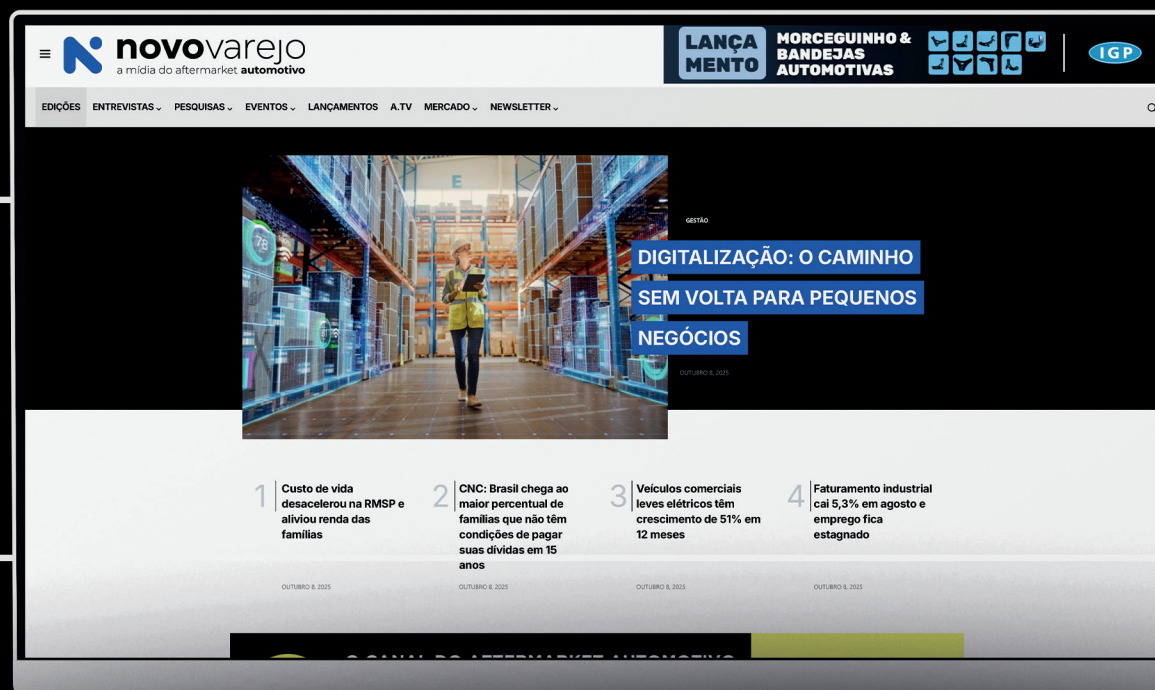 novovarejo
a mídia do aftermarket automotivo
LANÇA
MENTO
MORCEGUINHO &
BANDEJAS
AUTOMOTIVAS
IGP
EDIÇÕES ENTREVISTAS PESQUISAS EVENTOS LANÇAMENTOS A.TV MERCADO NEWSLETTER
E
78
GESTÃO
DIGITALIZAÇÃO: O CAMINHO
SEM VOLTA PARA PEQUENOS
NEGÓCIOS
OUTUBRO 8, 2025
1
Custo de vida
desacelerou na RMSP e
aliviou renda das
famílias
OUTUBRO 8, 2025
2
CNC: Brasil chega ao
maior percentual de
famílias que não têm
condições de pagar
suas dívidas em 15
anos
OUTUBRO 8, 2025
3
Veículos comerciais
leves elétricos têm
crescimento de 51% em
12 meses
OUTUBRO 8, 2025
4
Faturamento industrial
cai 5,3% em agosto e
emprego fica
estagnado
OUTUBRO 8, 2025
O CANAL DO AFTERMARKET AUTOMOTIVO